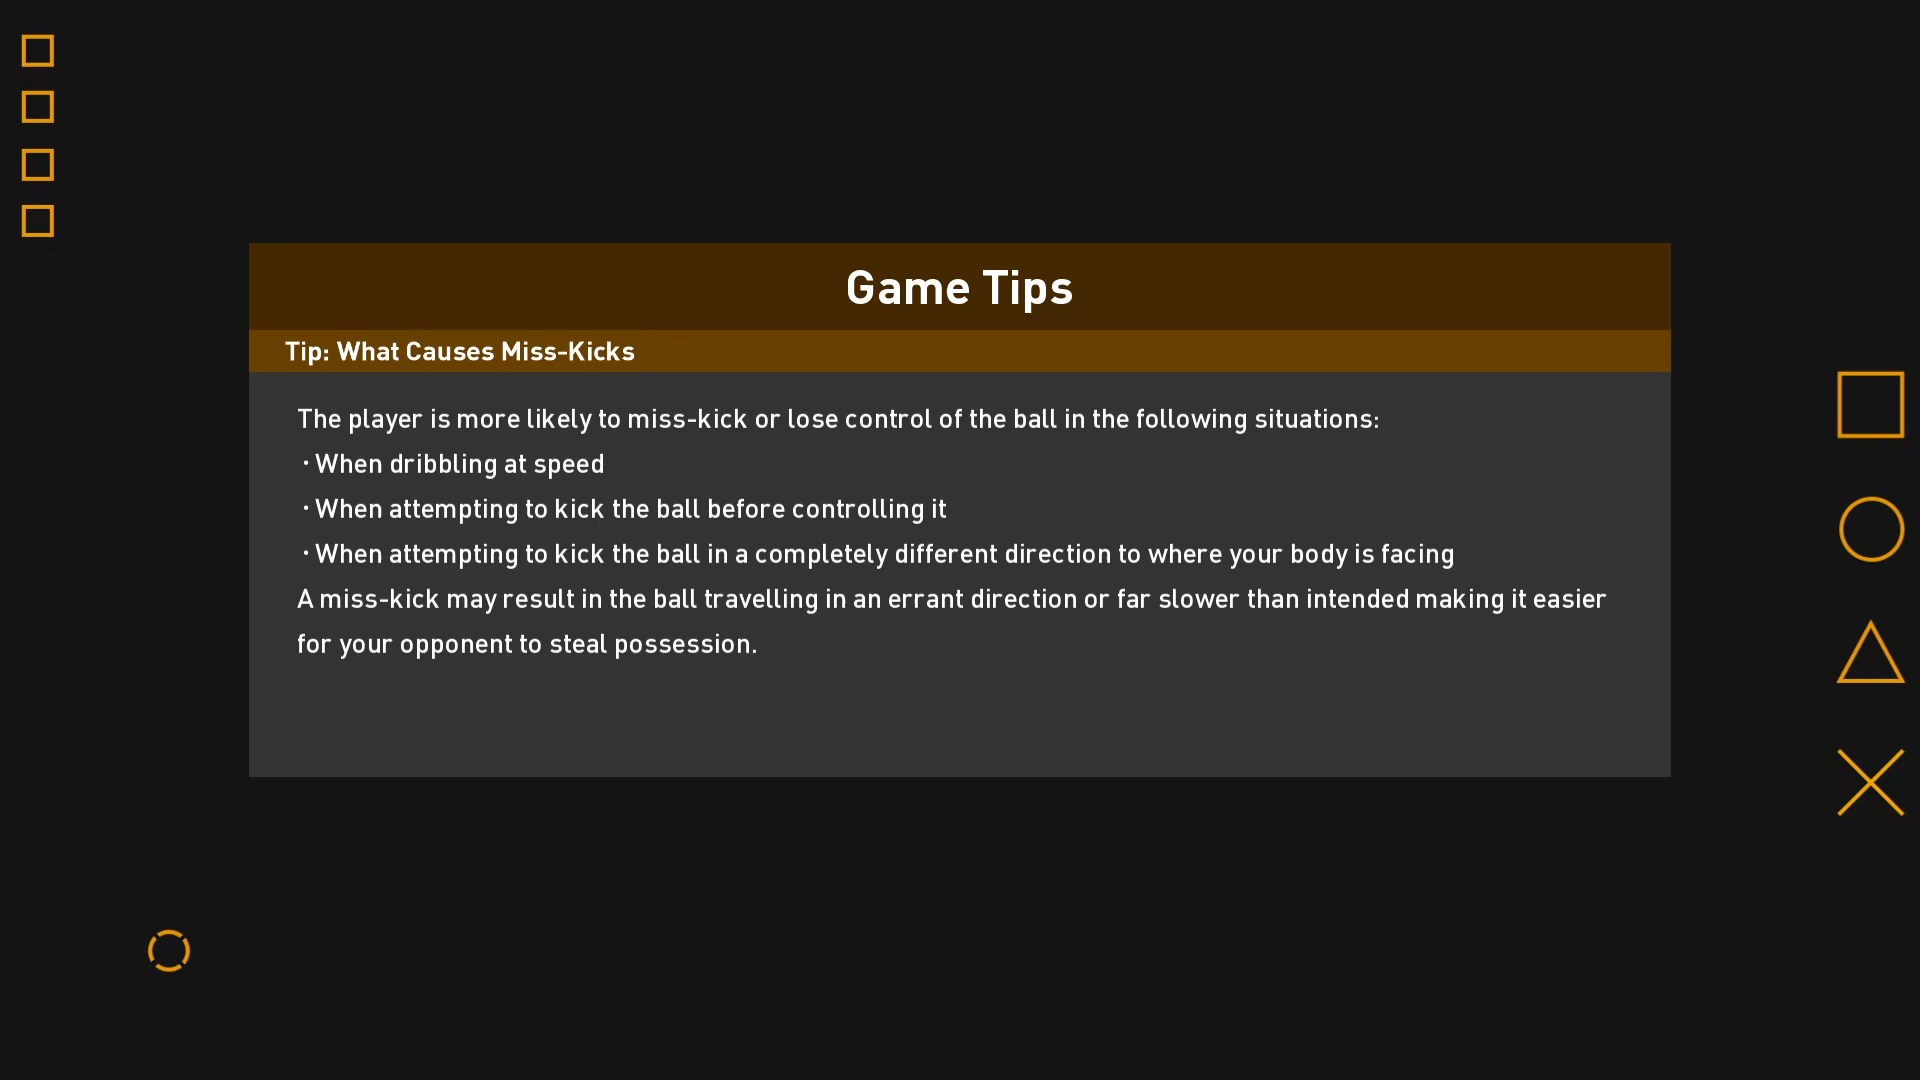 Game Tips
Tip: What Causes Miss-Kicks
The player is more likely to miss-kick or lose control of the ball in the following situations:
・When dribbling at speed
・When attempting to kick the ball before controlling it
・When attempting to kick the ball in a completely different direction to where your body is facing
A miss-kick may result in the ball travelling in an errant direction or far slower than intended making it easier
for your opponent to steal possession.